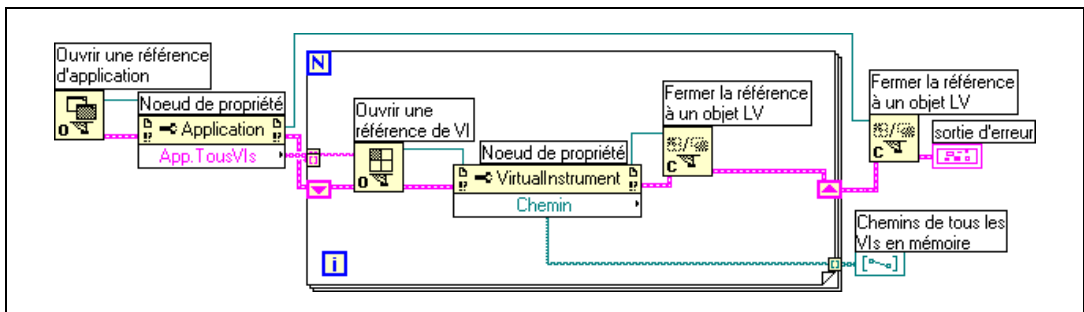 Ouvrir une référence
d'application
Noeud de propriété
Application
App.TousVIs
N
Ouvrir une
référence de VI
Noeud de propriété
VirtualInstrument
Chemin
Fermer la référence
à un objet LV
i
Fermer la référence
à un objet LV
sortie d'erreur
Chemins de tous les
VIs en mémoire